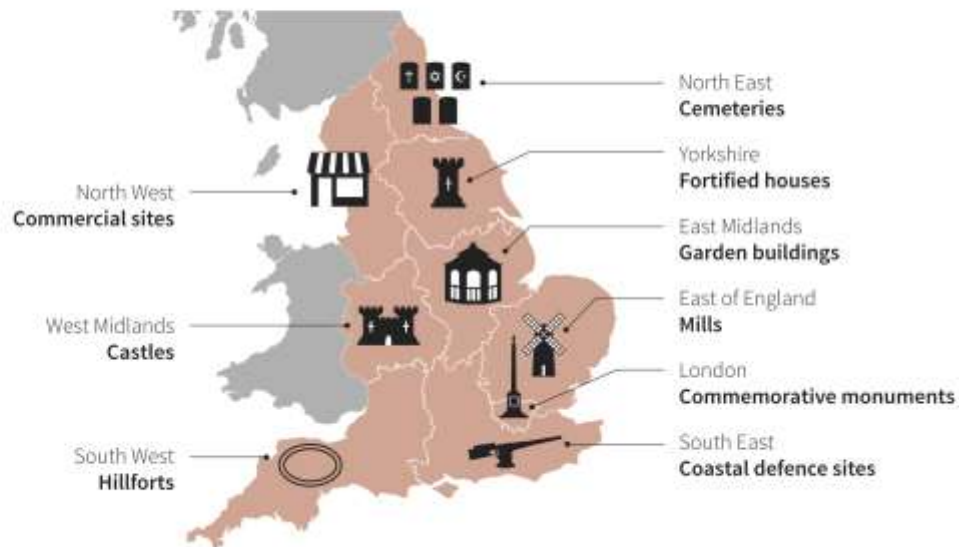 North East
Cemeteries
Yorkshire
Fortified houses
North West
Commercial sites
East Midlands
Garden buildings
East of England
Mills
West Midlands
Castles
London
Commemorative monuments
South East
Coastal defence sites
South West
Hillforts